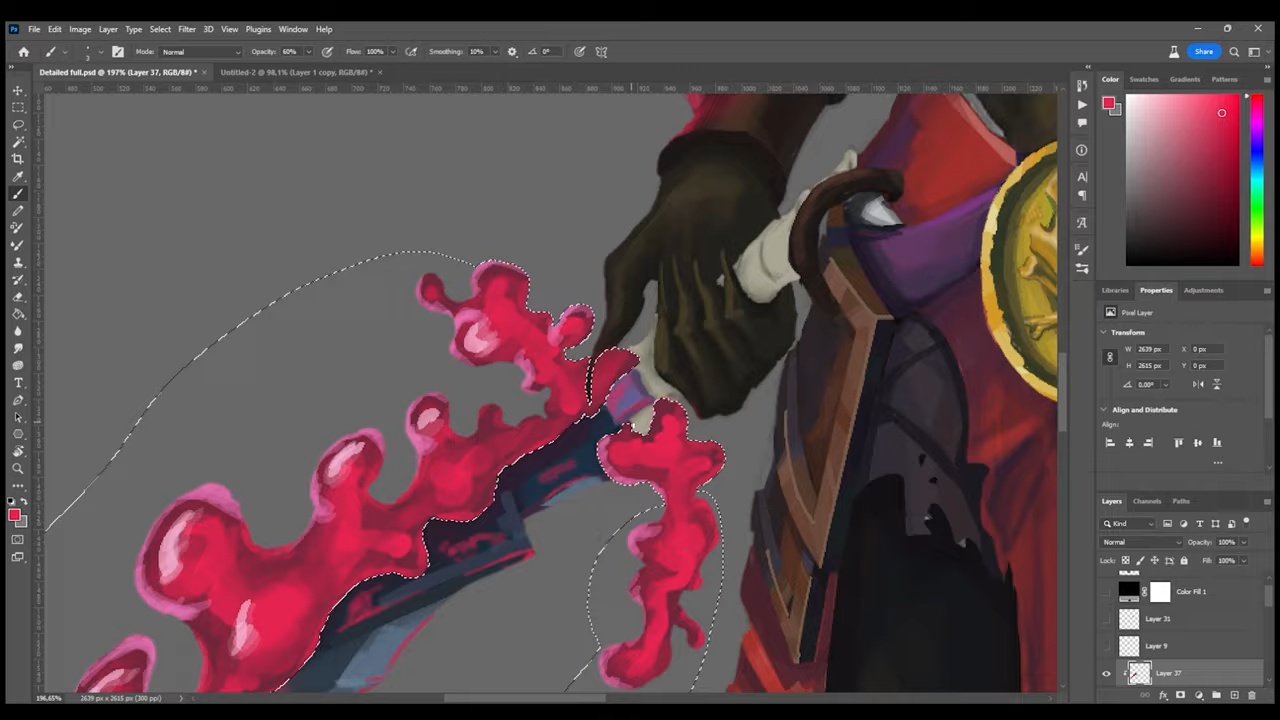 Ps File Edit Image Layer Type Select Filter 3D View Plugins Window Help
3 Mode: Normal Opacity: 60% Flow: 100% Smoothing: 10% 0° Share
Detailed full.psd @ 197% (Layer 37, RGB/8#) * × Untitled-2 @ 98,1% (Layer 1 copy, RGB/8#) * ×
Color Swatches Gradients Patterns
Libraries Properties Adjustments
Pixel Layer
Transform
W 2639 px X 0 px
H 2615 px Y 0 px
0,00°
Align and Distribute
Align:
Layers Channels Paths
Kind
Normal Opacity: 100%
Lock: Fill: 100%
Color Fill 1
Layer 31
Layer 9
Layer 37
196,65% 2639 px x 2615 px (300 ppi)